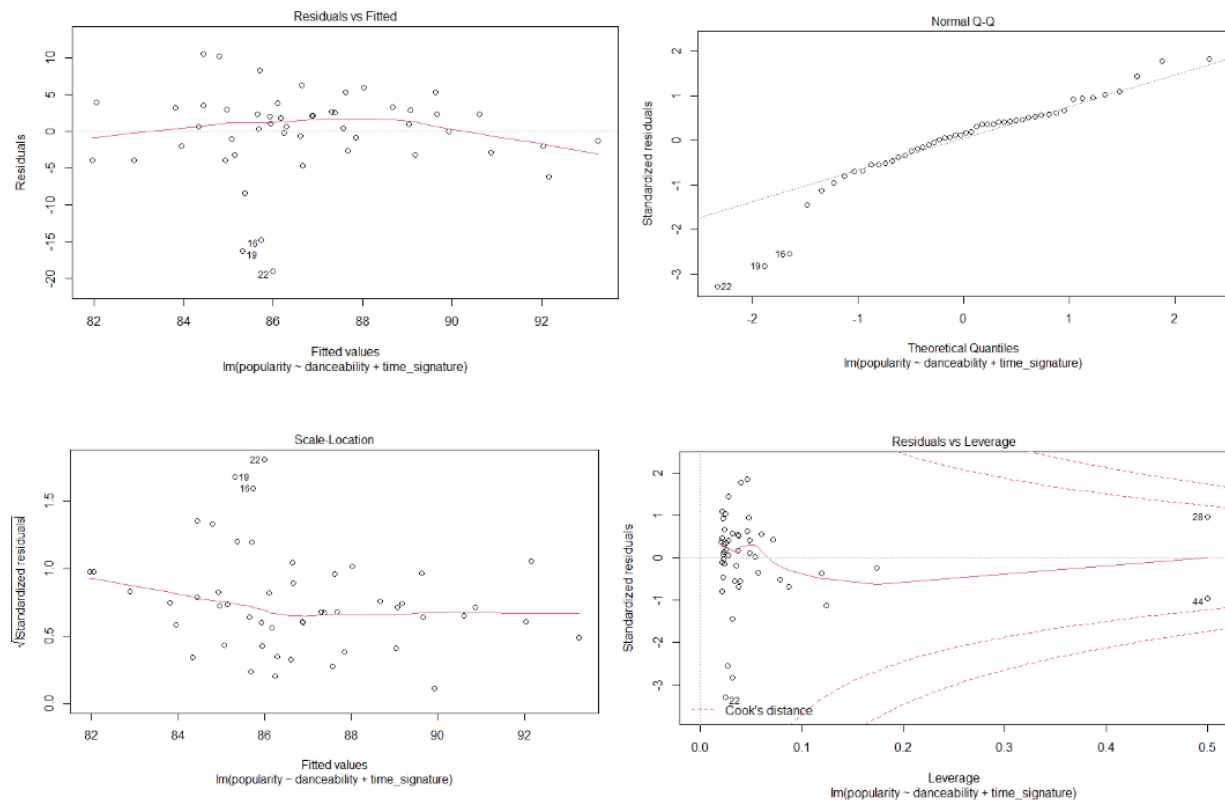 Residuals vs Fitted
Residuals
10
5
0
-5
-10
-15
-20
16
19
22
82 84 86 88 90 92
Fitted values
lm(popularity ~ danceability + time_signature)
Normal Q-Q
Standardized residuals
2
1
0
-1
-2
-3
16
19
22
-2 -1 0 1 2
Theoretical Quantiles
lm(popularity ~ danceability + time_signature)
Scale-Location
√|Standardized residuals|
1.5
1.0
0.5
0.0
22
19
16
82 84 86 88 90 92
Fitted values
lm(popularity ~ danceability + time_signature)
Residuals vs Leverage
Standardized residuals
2
1
0
-1
-2
-3
28
44
22
Cook's distance
0.0 0.1 0.2 0.3 0.4 0.5
Leverage
lm(popularity ~ danceability + time_signature)